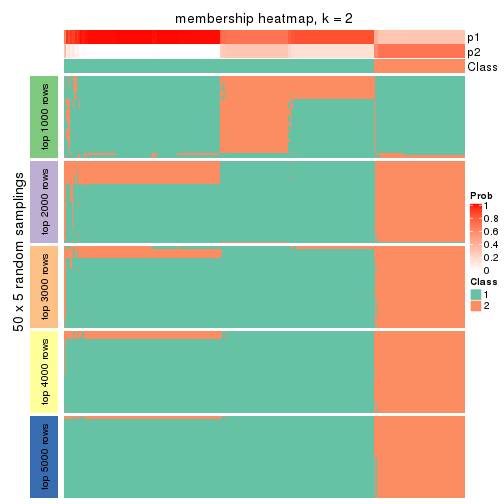 membership heatmap, k = 2
p1
p2
Class
50 x 5 random samplings
top 1000 rows
top 2000 rows
top 3000 rows
top 4000 rows
top 5000 rows
Prob
1
0.8
0.6
0.4
0.2
0
Class
1
2